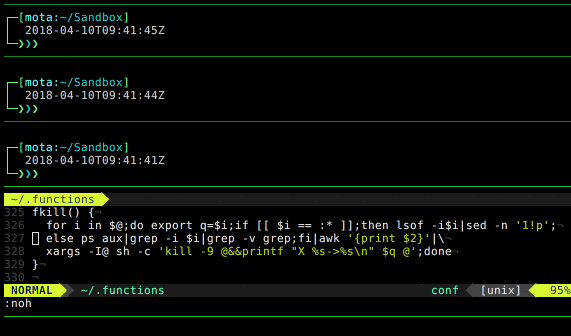 [mota:~/Sandbox]
2018-04-10T09:41:45Z
❯❯❯
[mota:~/Sandbox]
2018-04-10T09:41:44Z
❯❯❯
[mota:~/Sandbox]
2018-04-10T09:41:41Z
❯❯❯
~/.functions
325 fkill() {¬
326   for i in $@;do export q=$i;if [[ $i == :* ]];then lsof -i$i|sed -n '1!p';¬
327   else ps aux|grep -i $i|grep -v grep;fi|awk '{print $2}'|\¬
328   xargs -I@ sh -c 'kill -9 @&&printf "X %s->%s\n" $q @';done¬
329 }¬
330 ¬
NORMAL ~/.functions conf [unix] 95%
:noh